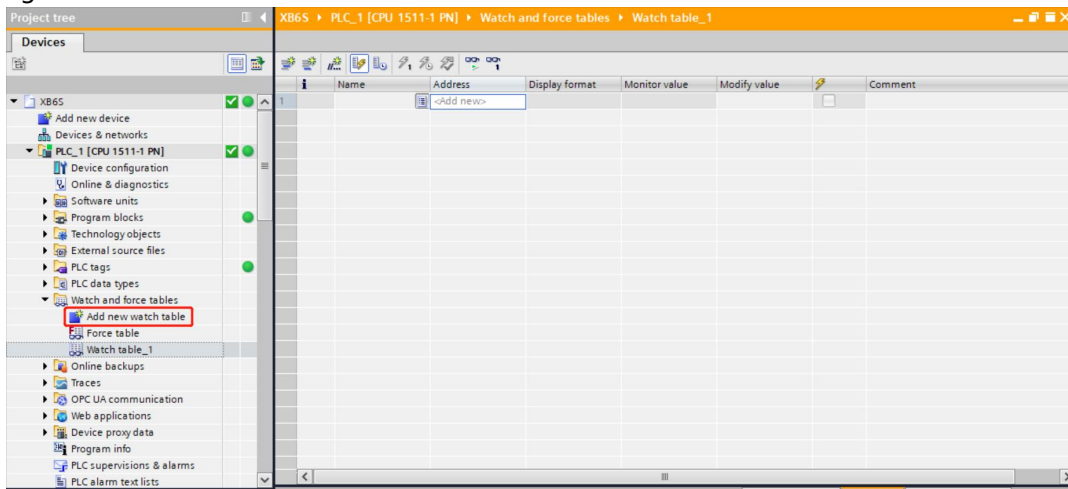 Project tree
Devices
XB6S
Add new device
Devices & networks
PLC_1 [CPU 1511-1 PN]
Device configuration
Online & diagnostics
Software units
Program blocks
Technology objects
External source files
PLC tags
PLC data types
Watch and force tables
Add new watch table
Force table
Watch table_1
Online backups
Traces
OPC UA communication
Web applications
Device proxy data
Program info
PLC supervisions & alarms
PLC alarm text lists
XB6S ▸ PLC_1 [CPU 1511-1 PN] ▸ Watch and force tables ▸ Watch table_1
i Name Address Display format Monitor value Modify value Comment
1 <Add new>